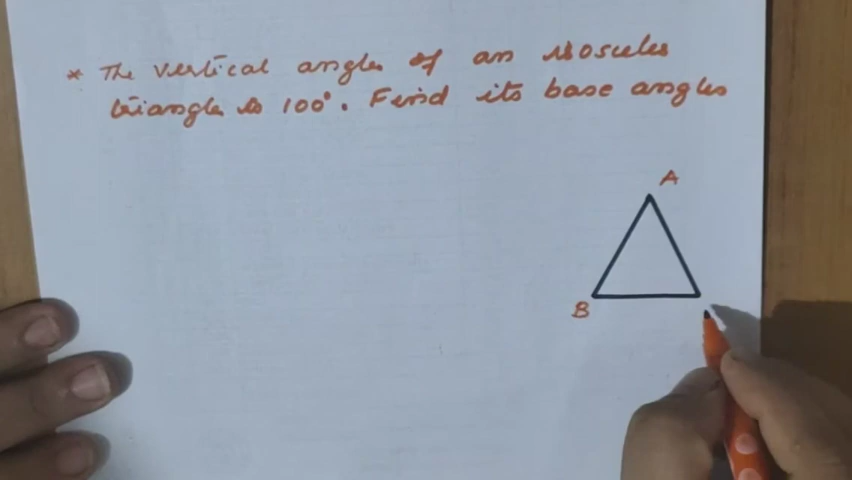 * The vertical angle of an isosceles
triangle is 100°. Find its base angles
A
B